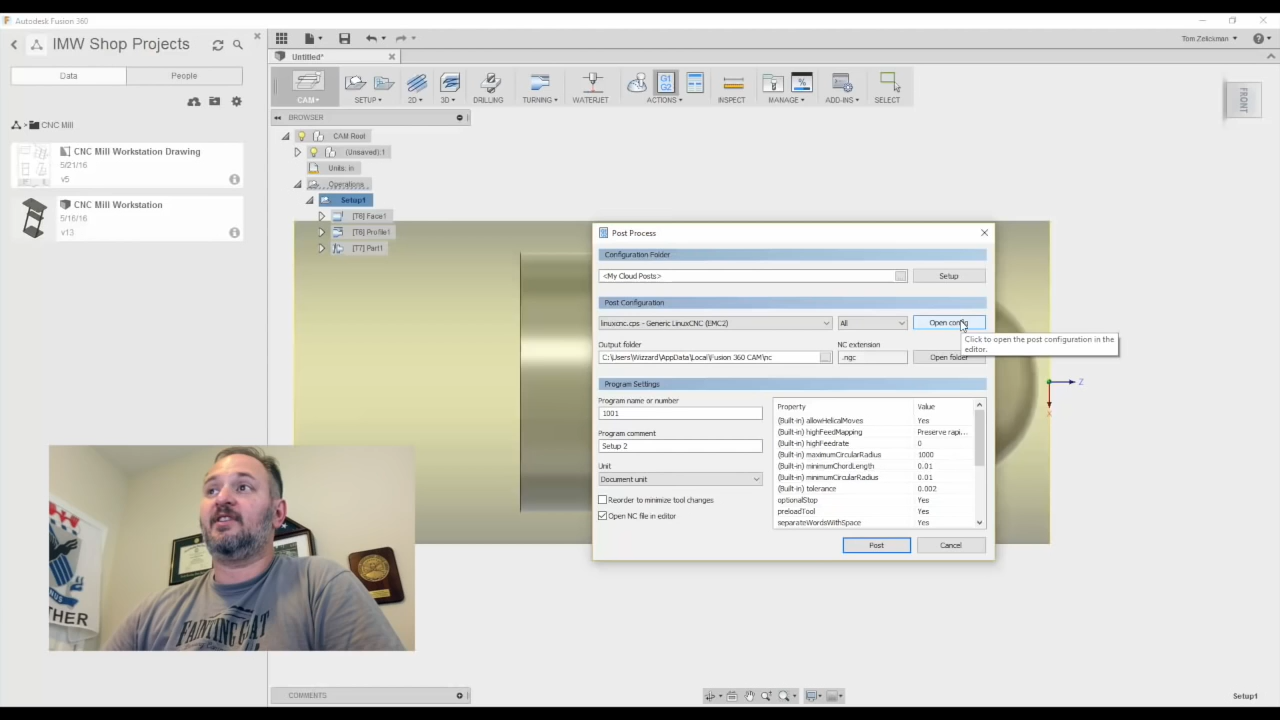 Autodesk Fusion 360
IMW Shop Projects
Data
People
CNC Mill
CNC Mill Workstation Drawing
5/21/16
v5
CNC Mill Workstation
5/16/16
v13
Tom Zelickman
Untitled*
CAM
SETUP
2D
3D
DRILLING
TURNING
WATERJET
G1
G2
ACTIONS
INSPECT
MANAGE
ADD-INS
SELECT
BROWSER
CAM Root
(Unsaved):1
Units: in
Operations
Setup1
[T6] Face1
[T6] Profile1
[T7] Part1
FRONT
Z
X
Post Process
Configuration Folder
<My Cloud Posts>
Setup
Post Configuration
linuxcnc.cps - Generic LinuxCNC (EMC2)
All
Open config
Click to open the post configuration in the
editor.
Output folder
NC extension
C:\Users\Wizzard\AppData\Local\Fusion 360 CAM\nc
.ngc
Open folder
Program Settings
Program name or number
1001
Program comment
Setup 2
Unit
Document unit
Reorder to minimize tool changes
Open NC file in editor
Property Value
(Built-in) allowHelicalMoves Yes
(Built-in) highFeedMapping Preserve rapi...
(Built-in) highFeedrate 0
(Built-in) maximumCircularRadius 1000
(Built-in) minimumChordLength 0.01
(Built-in) minimumCircularRadius 0.01
(Built-in) tolerance 0.002
optionalStop Yes
preloadTool Yes
separateWordsWithSpace Yes
Post
Cancel
COMMENTS
Setup1